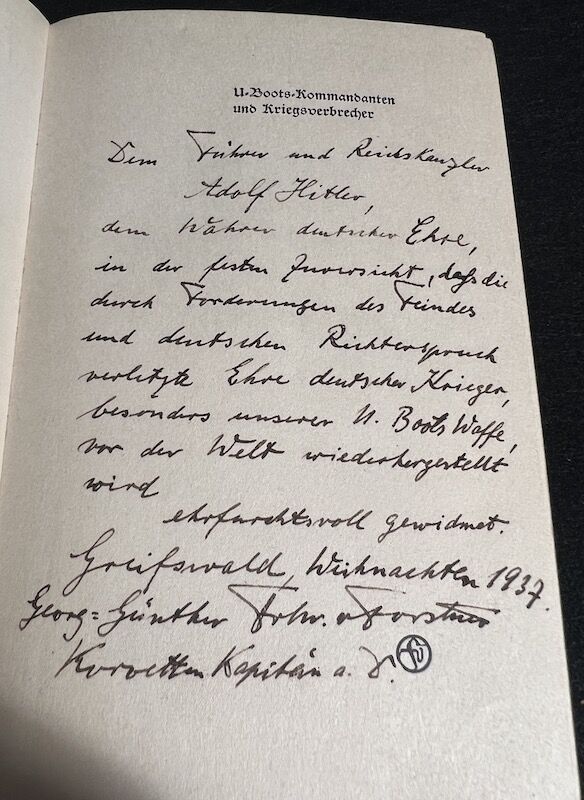 U-Boots-Kommandanten
und Kriegsverbrecher
Dem Führer und Reichskanzler
Adolf Hitler,
dem Wahrer deutscher Ehre,
in der festen Zuversicht, daß die
durch Forderungen des Feindes
und deutschen Richterspruch
verletzte Ehre deutscher Krieger,
besonders unserer U. Boots Waffe,
vor der Welt wiederhergestellt
wird
ehrfurchtsvoll gewidmet.
Greifswald, Weihnachten 1937.
Georg=Günther Frhr. v Forstner
Korvetten Kapitän a. D.